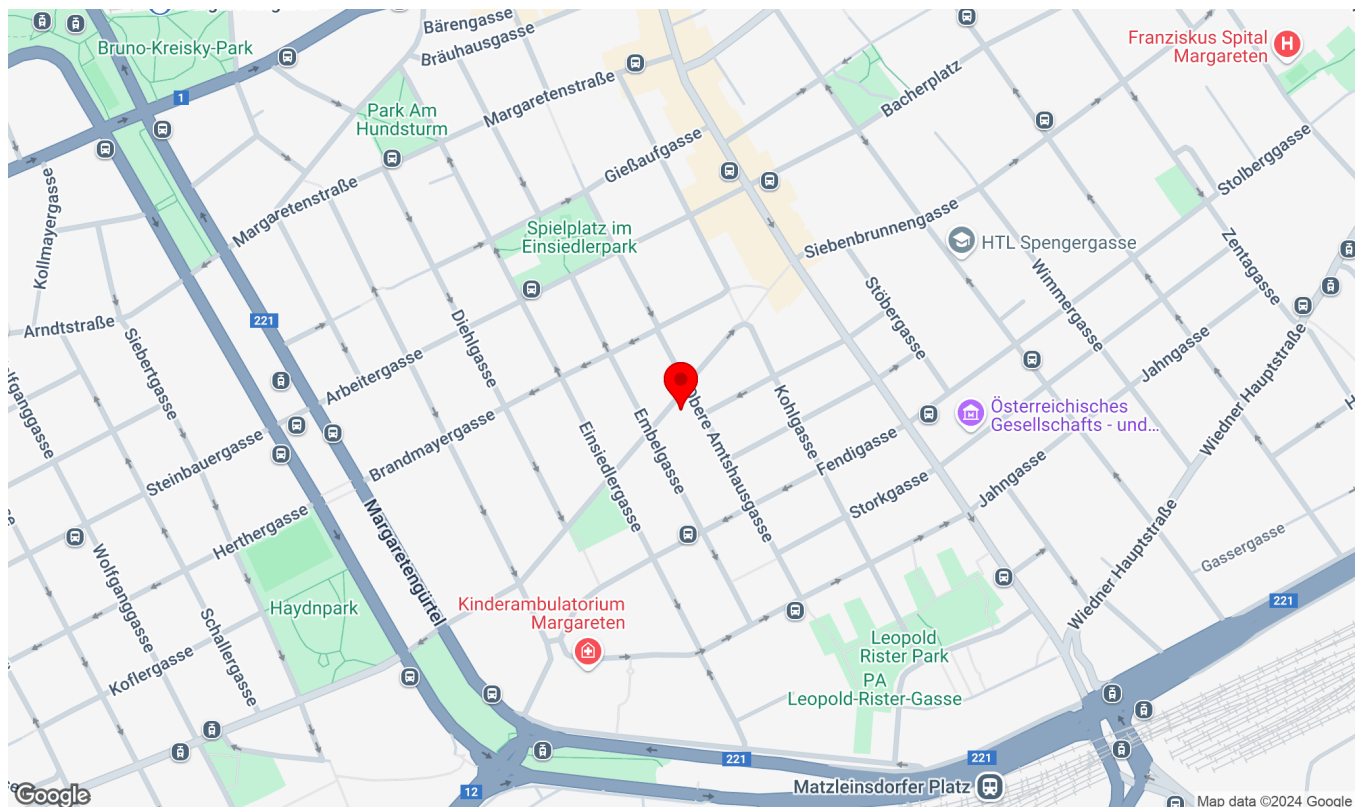 Bärengasse
Bräuhausgasse
Bruno-Kreisky-Park
Franziskus Spital
Margareten
H
1
Park Am
Hundsturm
Margaretenstraße
Bacherplatz
Gießaufgasse
Stolberggasse
Kollmayergasse
Margaretenstraße
Spielplatz im
Einsiedlerpark
Siebenbrunnengasse
HTL Spengergasse
Zentagasse
Wimmergasse
Stöbergasse
Arndtstraße
221
Siebertgasse
Diehlgasse
Arbeitergasse
Jahngasse
Wiedner Hauptstraße
Wolfganggasse
Steinbauergasse
Brandmayergasse
Einsiedlergasse
Embelgasse
Obere Amtshausgasse
Kohlgasse
Fendigasse
Österreichisches
Gesellschafts - und...
Storkgasse
Jahngasse
Herthergasse
Margaretengürtel
Wolfganggasse
Schallergasse
Haydnpark
Koflergasse
Kinderambulatorium
Margareten
Leopold
Rister Park
PA
Leopold-Rister-Gasse
Wiedner Hauptstraße
Gassergasse
221
221
221
12
Matzleinsdorfer Platz
Google
Map data ©2024 Google